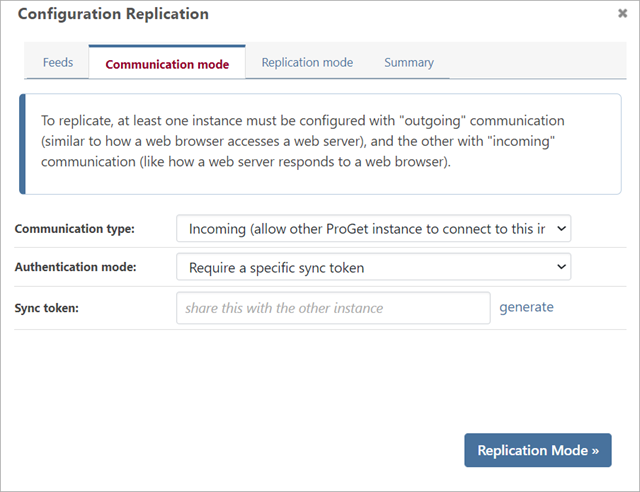 Configuration Replication ×
Feeds Communication mode Replication mode Summary
To replicate, at least one instance must be configured with "outgoing" communication
(similar to how a web browser accesses a web server), and the other with "incoming"
communication (like how a web server responds to a web browser).
Communication type: Incoming (allow other ProGet instance to connect to this ir
Authentication mode: Require a specific sync token
Sync token: share this with the other instance generate
Replication Mode »